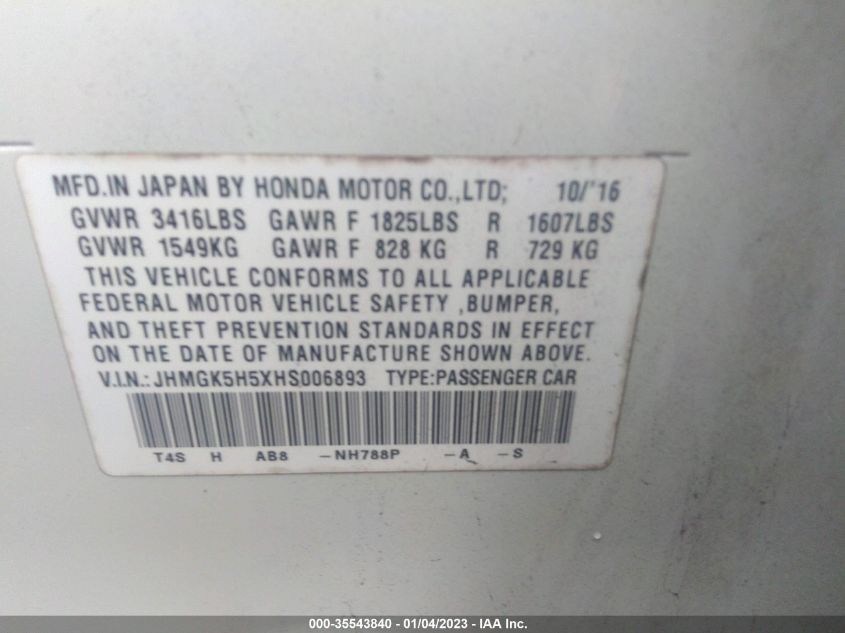 MFD.IN JAPAN BY HONDA MOTOR CO.,LTD; 10/'16
GVWR 3416LBS GAWR F 1825LBS R 1607LBS
GVWR 1549KG GAWR F 828 KG R 729 KG
THIS VEHICLE CONFORMS TO ALL APPLICABLE
FEDERAL MOTOR VEHICLE SAFETY ,BUMPER,
AND THEFT PREVENTION STANDARDS IN EFFECT
ON THE DATE OF MANUFACTURE SHOWN ABOVE.
V.I.N.: JHMGK5H5XHS006893 TYPE:PASSENGER CAR
T4S H AB8 -NH788P -A -S
000-35543840 - 01/04/2023 - IAA Inc.